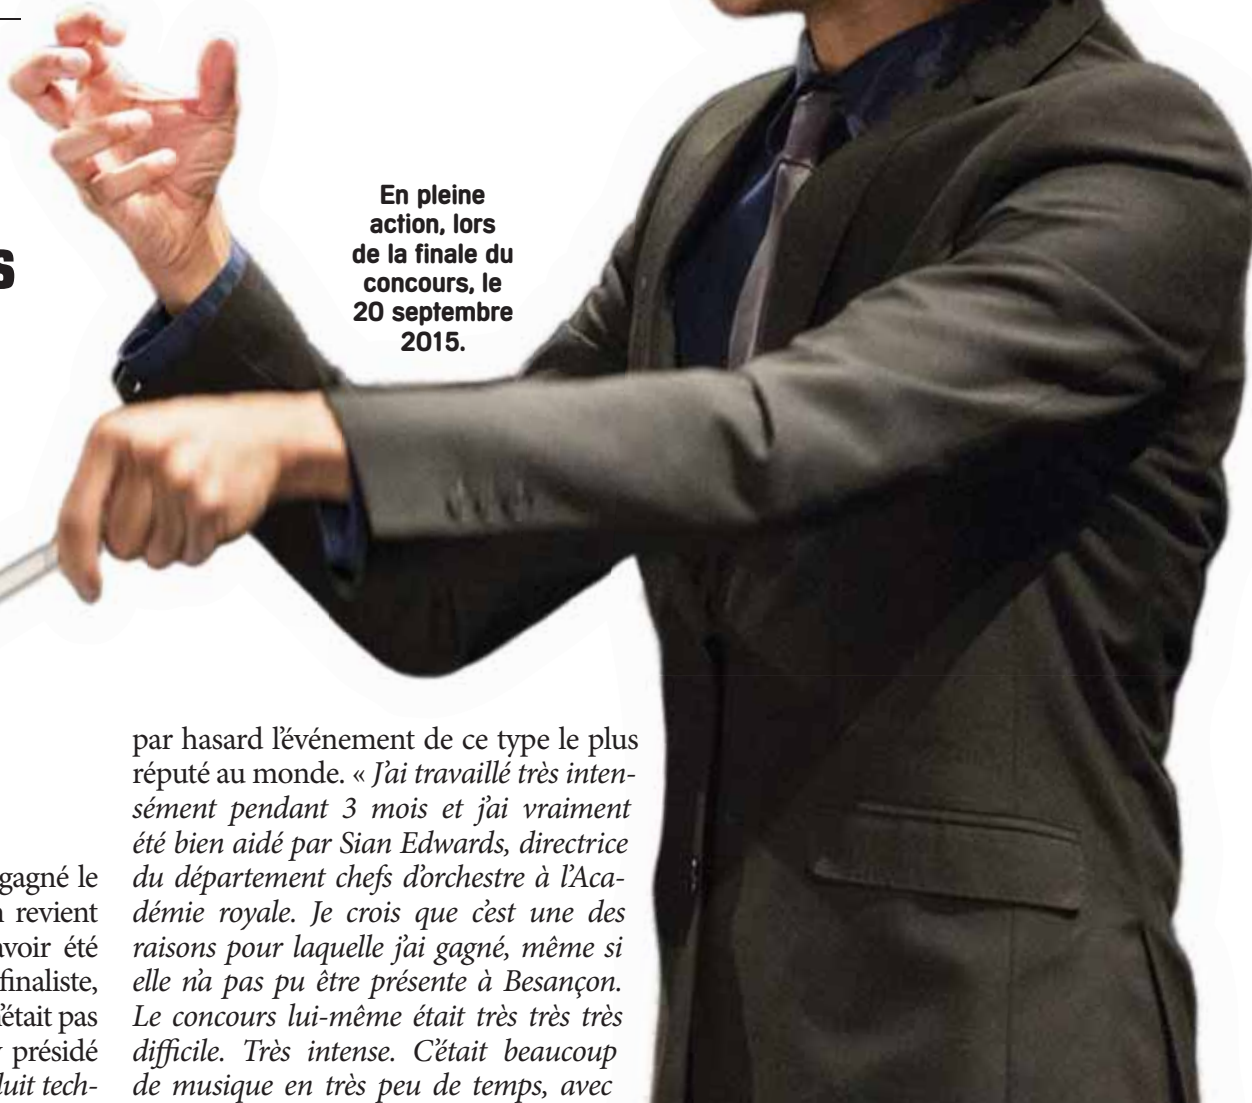 s
En pleine
action, lors
de la finale du
concours, le
20 septembre
2015.
gagné le
revient
avoir été
finaliste,
était pas
présidé
duit tech-
par hasard l'événement de ce type le plus
réputé au monde. « J'ai travaillé très inten-
sément pendant 3 mois et j'ai vraiment
été bien aidé par Sian Edwards, directrice
du département chefs d'orchestre à l'Aca-
démie royale. Je crois que c'est une des
raisons pour laquelle j'ai gagné, même si
elle n'a pas pu être présente à Besançon.
Le concours lui-même était très très très
difficile. Très intense. C'était beaucoup
de musique en très peu de temps, avec